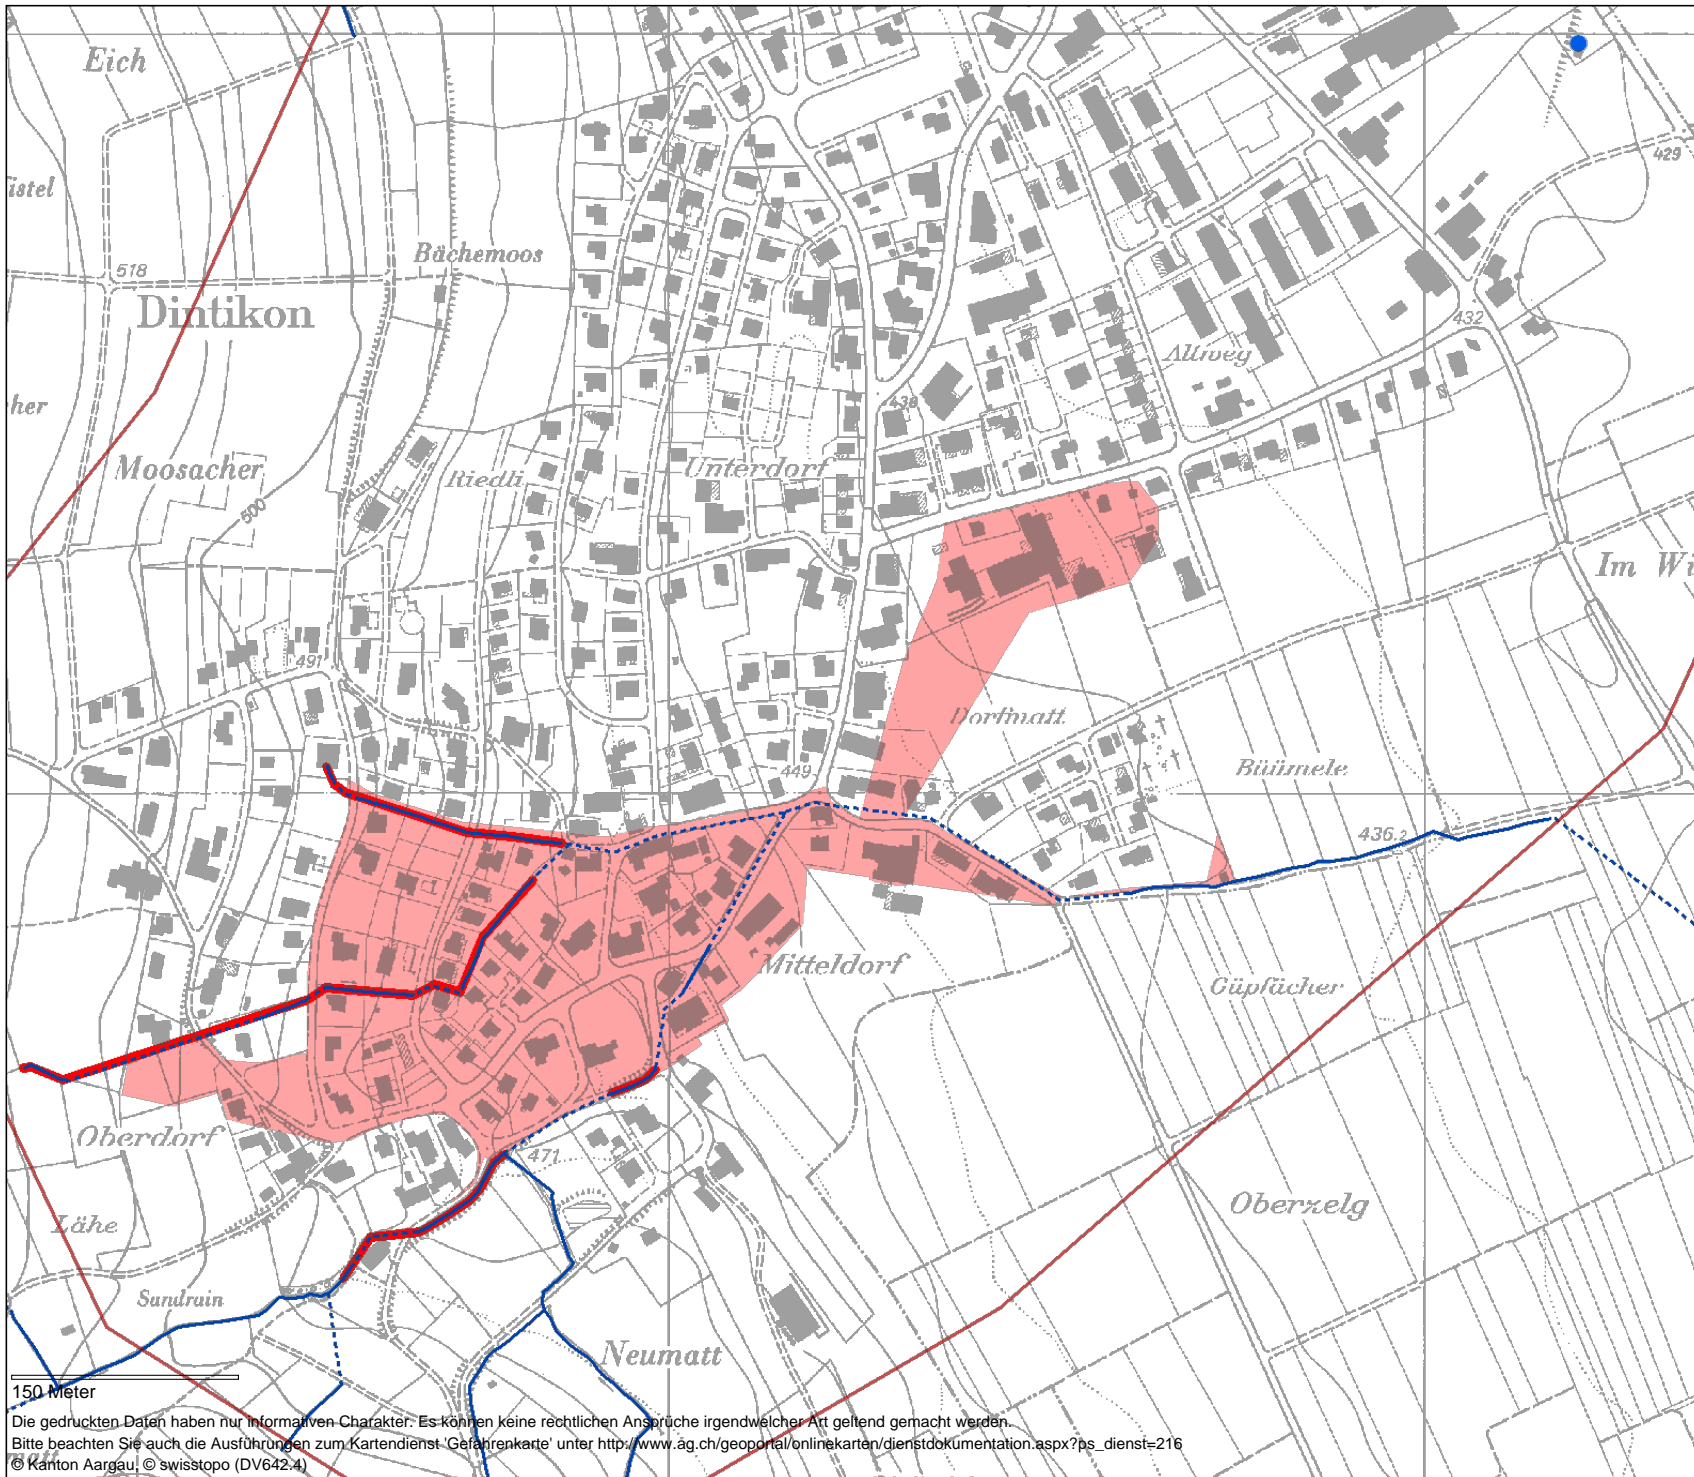 Eich
istel
429
518
Büchemoos
Dintikon
432
Altweg
her
438
Moosacher
Riedli
Unterdorf
500
Im Wi
491
Dorfmatt
449
Büümele
436.2
Mitteldorf
Güpfächer
Oberdorf
471
Lähe
Oberzelg
Sundrain
Neumatt
150 Meter
Die gedruckten Daten haben nur informativen Charakter. Es können keine rechtlichen Ansprüche irgendwelcher Art geltend gemacht werden.
Bitte beachten Sie auch die Ausführungen zum Kartendienst 'Gefahrenkarte' unter http://www.ag.ch/geoportal/onlinekarten/dienstdokumentation.aspx?ps_dienst=216
© Kanton Aargau, © swisstopo (DV642.4)